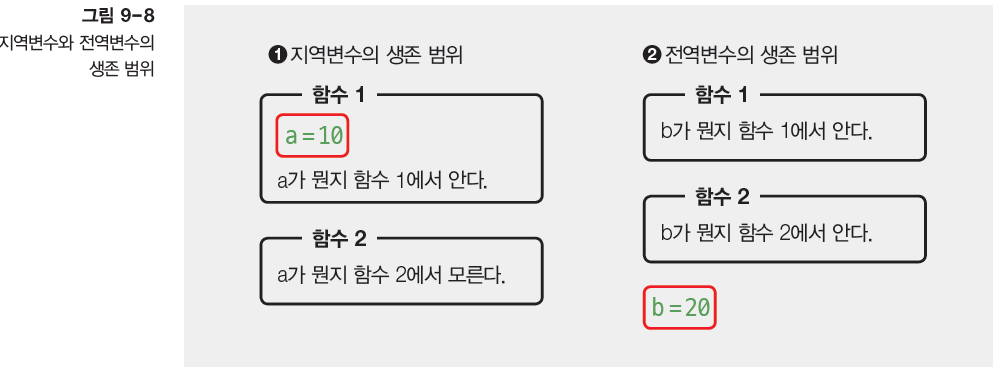 그림 9-8
지역변수와 전역변수의
생존 범위
❶ 지역변수의 생존 범위
함수 1
a=10
a가 뭔지 함수 1에서 안다.
함수 2
a가 뭔지 함수 2에서 모른다.
❷ 전역변수의 생존 범위
함수 1
b가 뭔지 함수 1에서 안다.
함수 2
b가 뭔지 함수 2에서 안다.
b=20